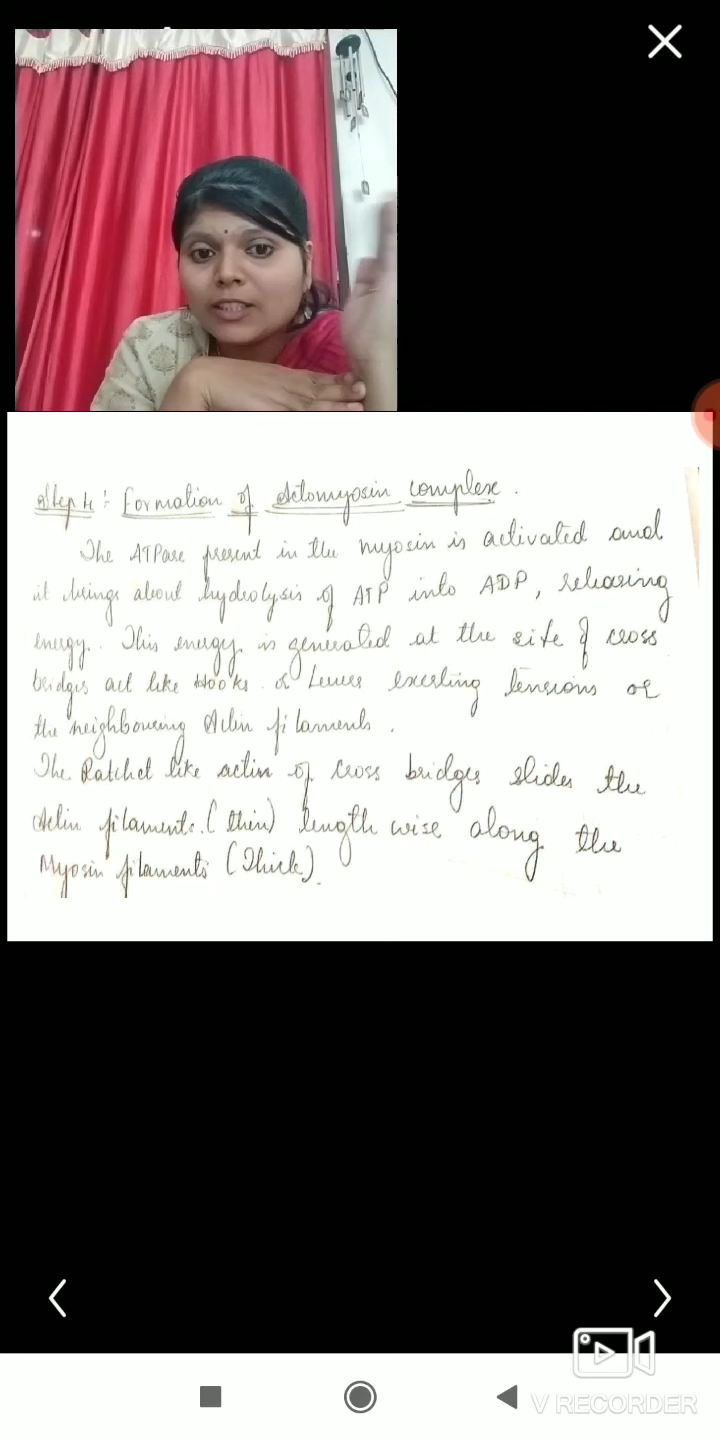 Step 4: Formation of Actomyosin complex.
The ATPase present in the myosin is activated and
it brings about hydrolysis of ATP into ADP, releasing
energy. This energy is generated at the site of cross
bridges act like Hooks & Lever exerting tensions or
the neighbouring Actin filaments.
The Ratchet like actin of cross bridges slides the
Actin filaments. (thin) length wise along the
Myosin filaments (Thick).
V RECORDER